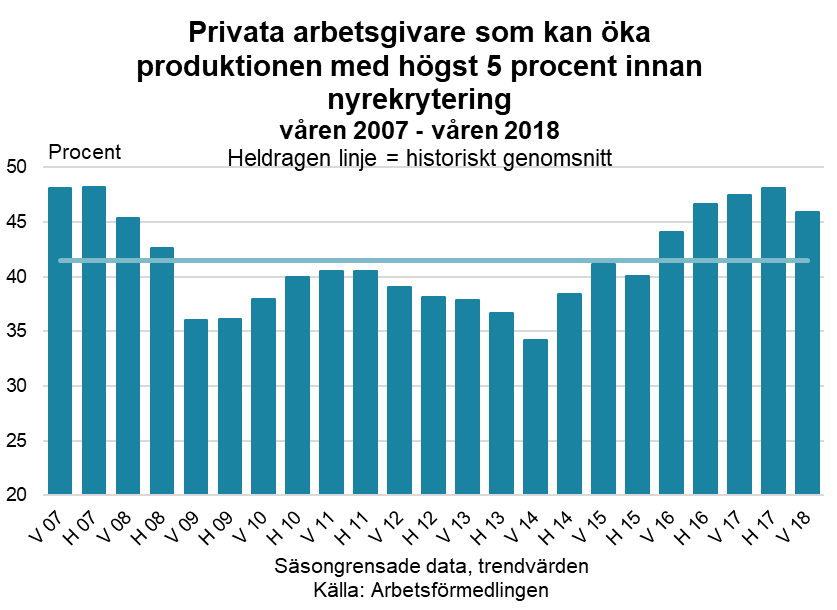 Privata arbetsgivare som kan öka
produktionen med högst 5 procent innan
nyrekrytering
våren 2007 - våren 2018
Heldragen linje = historiskt genomsnitt
Procent
50
45
40
35
30
25
20
V 07
H 07
V 08
H 08
V 09
H 09
V 10
H 10
V 11
H 11
V 12
H 12
V 13
H 13
V 14
H 14
V 15
H 15
V 16
H 16
V 17
H 17
V 18
Säsongrensade data, trendvärden
Källa: Arbetsförmedlingen